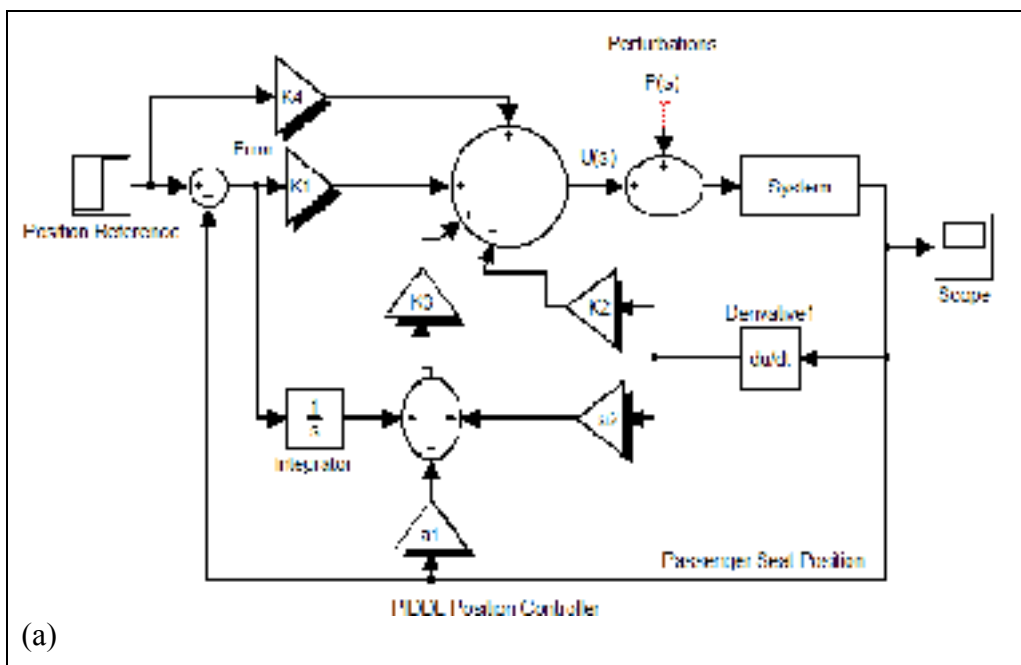 Perturbations
P(s)
K4
Error
U(s)
K1
System
Position Reference
K3
K2
Scope
Derivative1
du/dt
1
s
a2
Integrator
a1
Passenger Seat Position
Position Controller
(a)